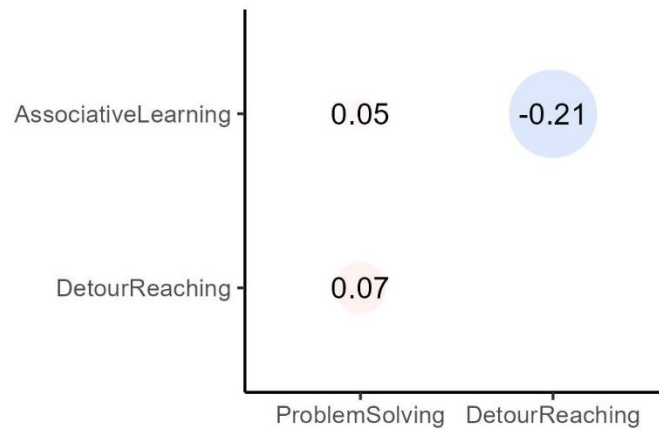 AssociativeLearning 0.05 -0.21
DetourReaching 0.07
ProblemSolving DetourReaching